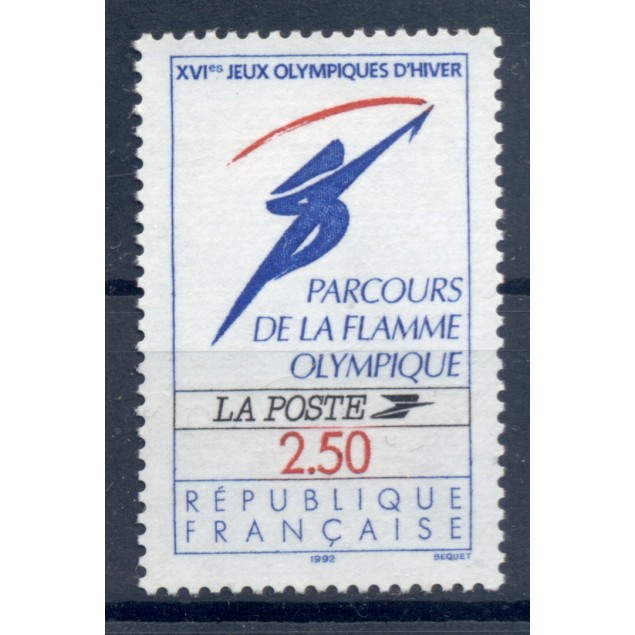 XVIes JEUX OLYMPIQUES D'HIVER
PARCOURS
DE LA FLAMME
OLYMPIQUE
LA POSTE
2.50
RÉPUBLIQUE
FRANÇAISE
1992 BEQUET